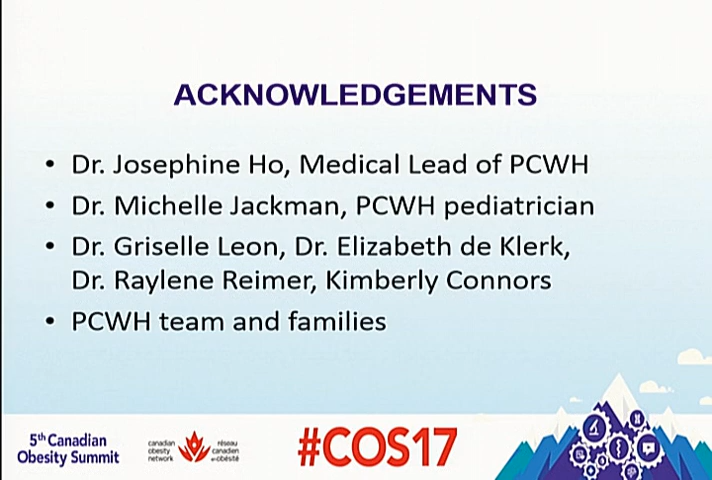 ACKNOWLEDGEMENTS
• Dr. Josephine Ho, Medical Lead of PCWH
• Dr. Michelle Jackman, PCWH pediatrician
• Dr. Griselle Leon, Dr. Elizabeth de Klerk,
Dr. Raylene Reimer, Kimberly Connors
• PCWH team and families
5th Canadian
Obesity Summit
canadian
obesity
network
réseau
canadien
en obésité
#COS17